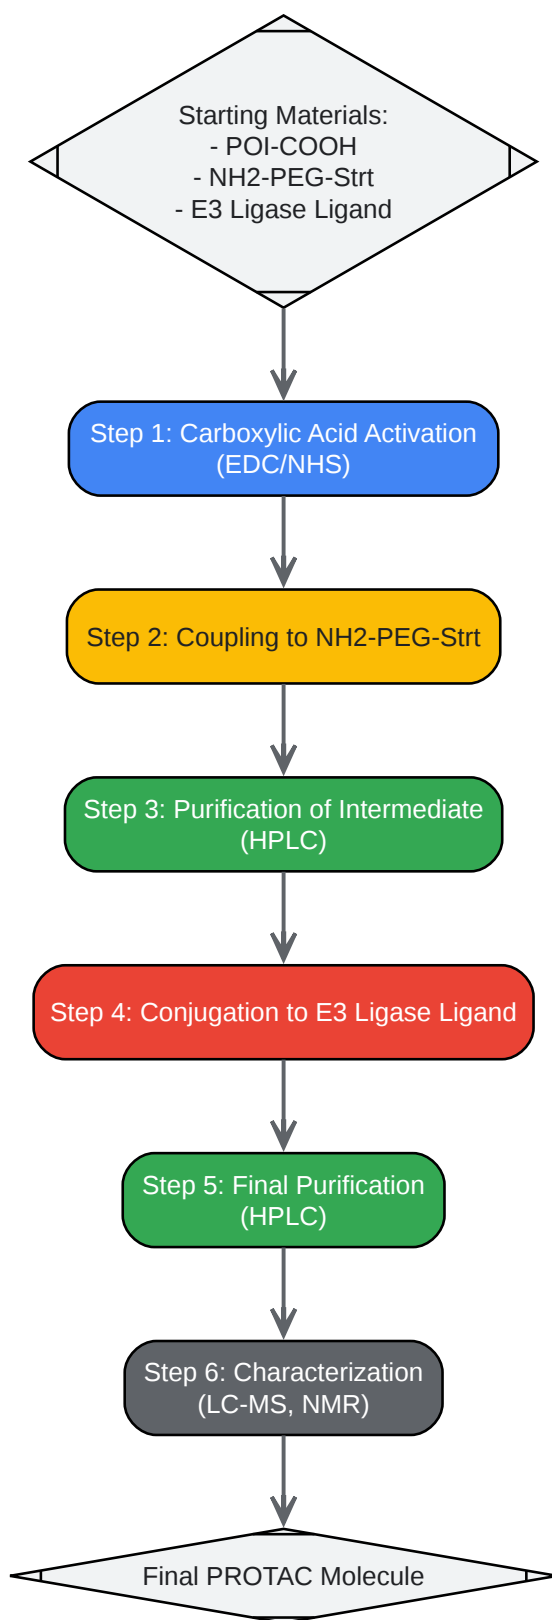 Starting Materials:
- POI-COOH
- NH2-PEG-Strt
- E3 Ligase Ligand
Step 1: Carboxylic Acid Activation
(EDC/NHS)
Step 2: Coupling to NH2-PEG-Strt
Step 3: Purification of Intermediate
(HPLC)
Step 4: Conjugation to E3 Ligase Ligand
Step 5: Final Purification
(HPLC)
Step 6: Characterization
(LC-MS, NMR)
Final PROTAC Molecule